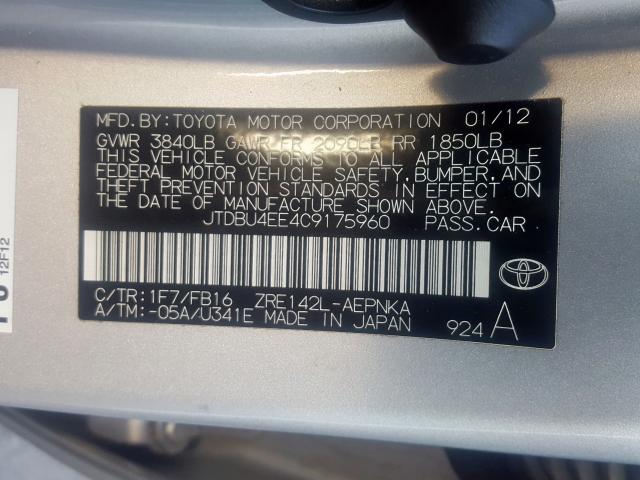 MFD. BY: TOYOTA MOTOR CORPORATION 01/12
GVWR 3840LB GAWR FR 2090LB RR 1850LB
THIS VEHICLE CONFORMS TO ALL APPLICABLE
FEDERAL MOTOR VEHICLE SAFETY, BUMPER, AND
THEFT PREVENTION STANDARDS IN EFFECT ON
THE DATE OF MANUFACTURE SHOWN ABOVE.
JTDBU4EE4C9175960 PASS. CAR
C/TR: 1F7/FB16 ZRE142L-AEPNKA
A/TM: -05A/U341E MADE IN JAPAN
924 A
12F12